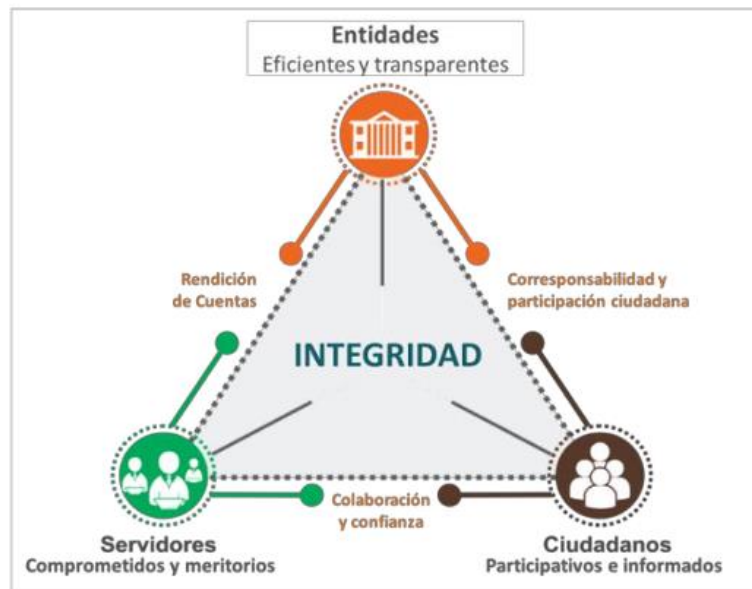 Entidades
Eficientes y transparentes
Rendición
de Cuentas
Corresponsabilidad y
participación ciudadana
INTEGRIDAD
Colaboración
y confianza
Servidores
Comprometidos y meritorios
Ciudadanos
Participativos e informados